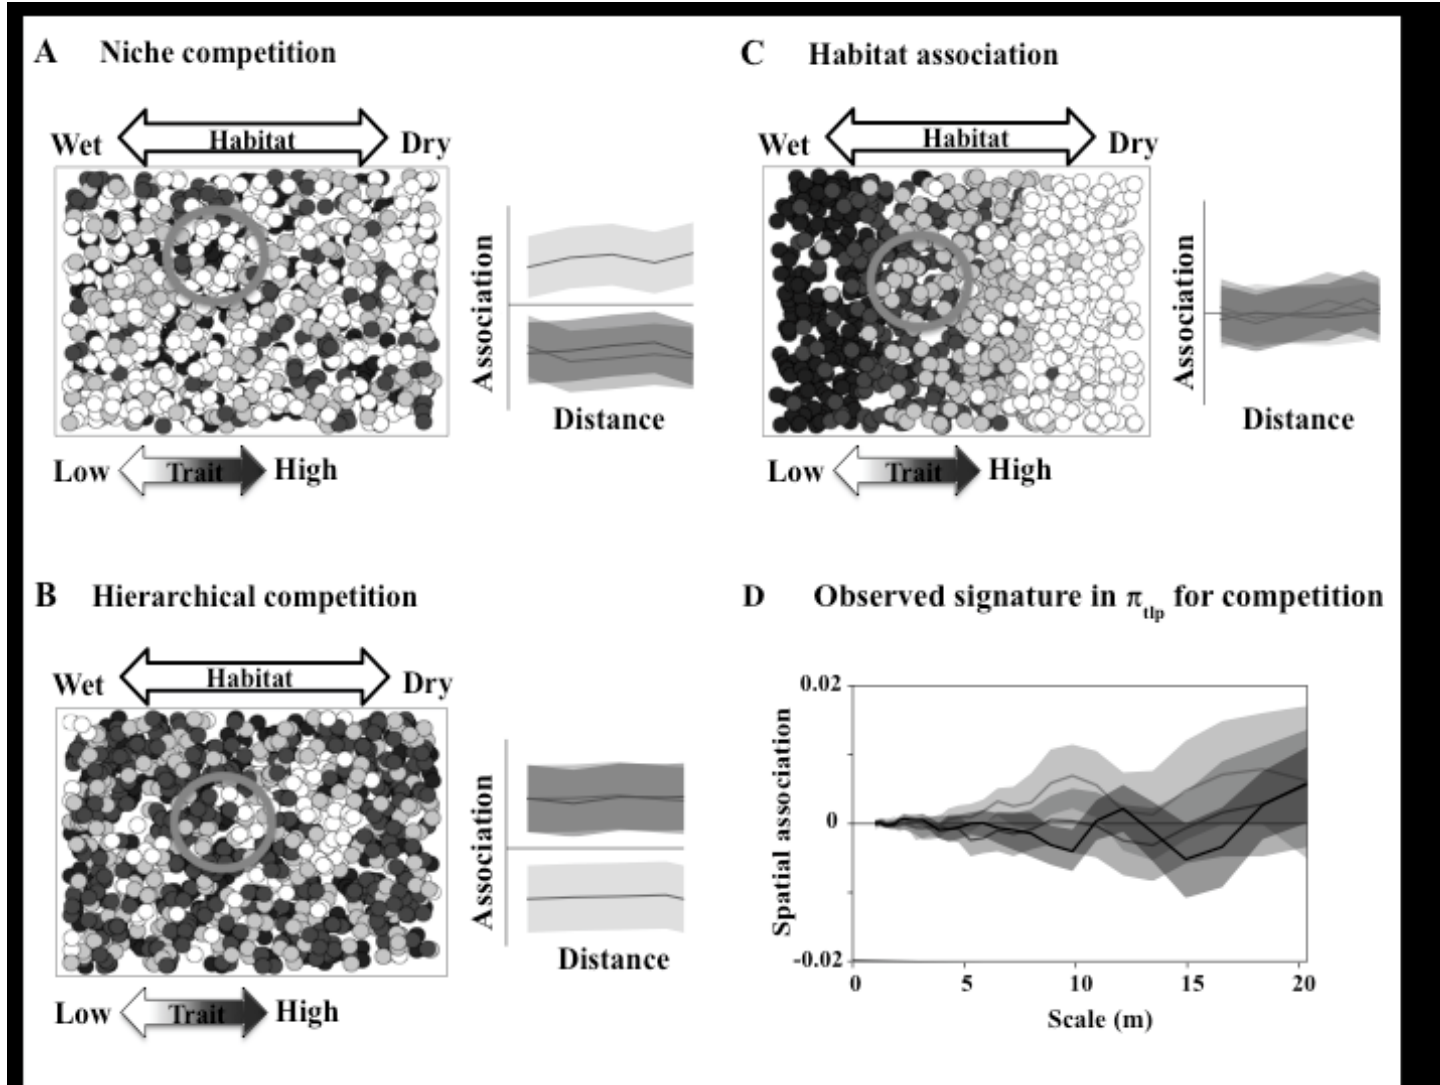 A Niche competition
Wet Habitat Dry
Association
Distance
Low Trait High
B Hierarchical competition
Wet Habitat Dry
Association
Distance
Low Trait High
C Habitat association
Wet Habitat Dry
Association
Distance
Low Trait High
D Observed signature in π_tlp for competition
Spatial association
0.02
0
-0.02
0 5 10 15 20
Scale (m)